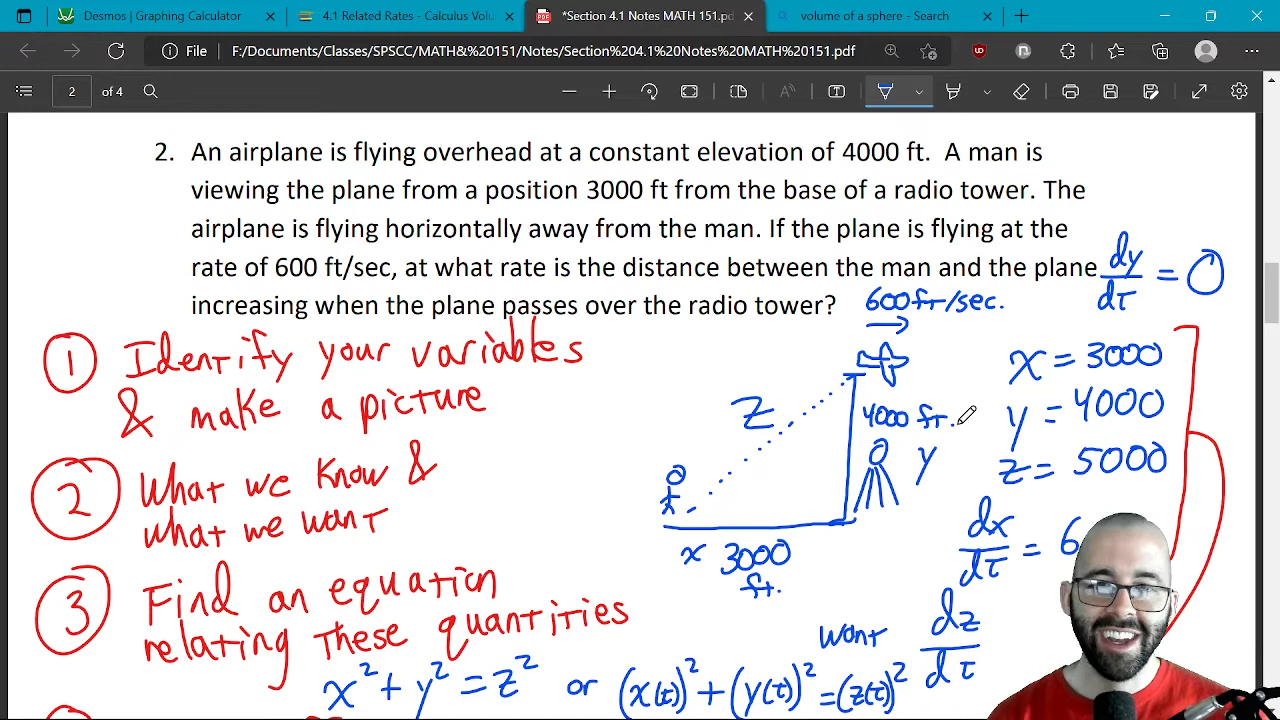 Desmos | Graphing Calculator
4.1 Related Rates - Calculus Volu
*Section 4.1 Notes MATH 151.pd
volume of a sphere - Search
File
F:/Documents/Classes/SPSCC/MATH&%20151/Notes/Section%204.1%20Notes%20MATH%20151.pdf
2 of 4
2. An airplane is flying overhead at a constant elevation of 4000 ft. A man is
viewing the plane from a position 3000 ft from the base of a radio tower. The
airplane is flying horizontally away from the man. If the plane is flying at the
rate of 600 ft/sec, at what rate is the distance between the man and the plane
increasing when the plane passes over the radio tower?
dy/dt = 0
600 ft/sec.
1 Identify your variables
& make a picture
2 What we know &
what we want
3 Find an equation
relating these quantities
x² + y² = z² or (x(t))² + (y(t))² = (z(t))²
z
4000 ft.
y
x 3000
ft.
x = 3000
y = 4000
z = 5000
dx/dt = 6
want dz/dt